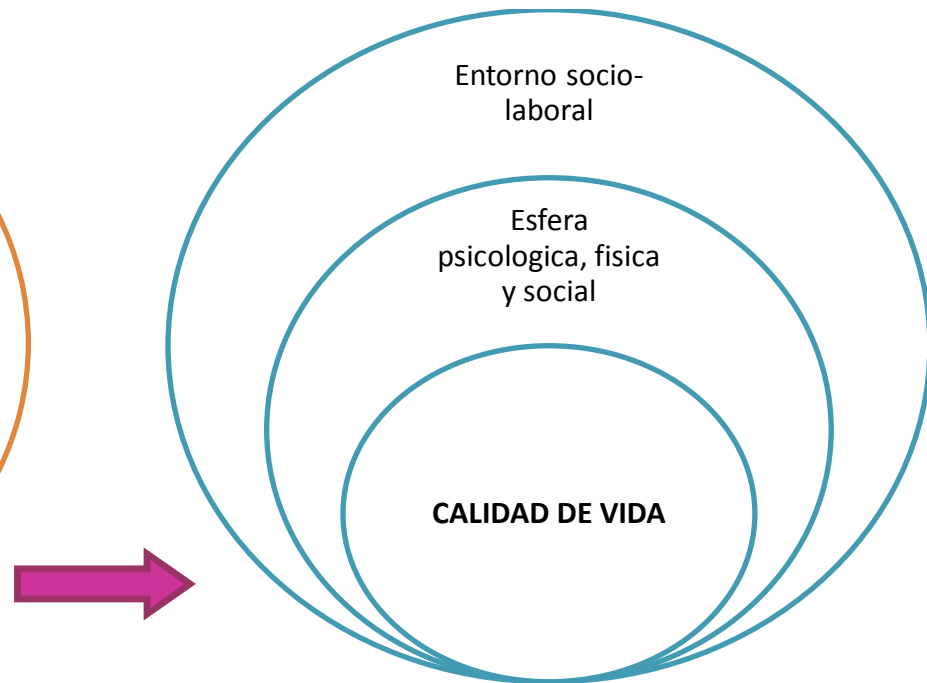 Entorno socio-
laboral
Esfera
psicologica, fisica
y social
CALIDAD DE VIDA